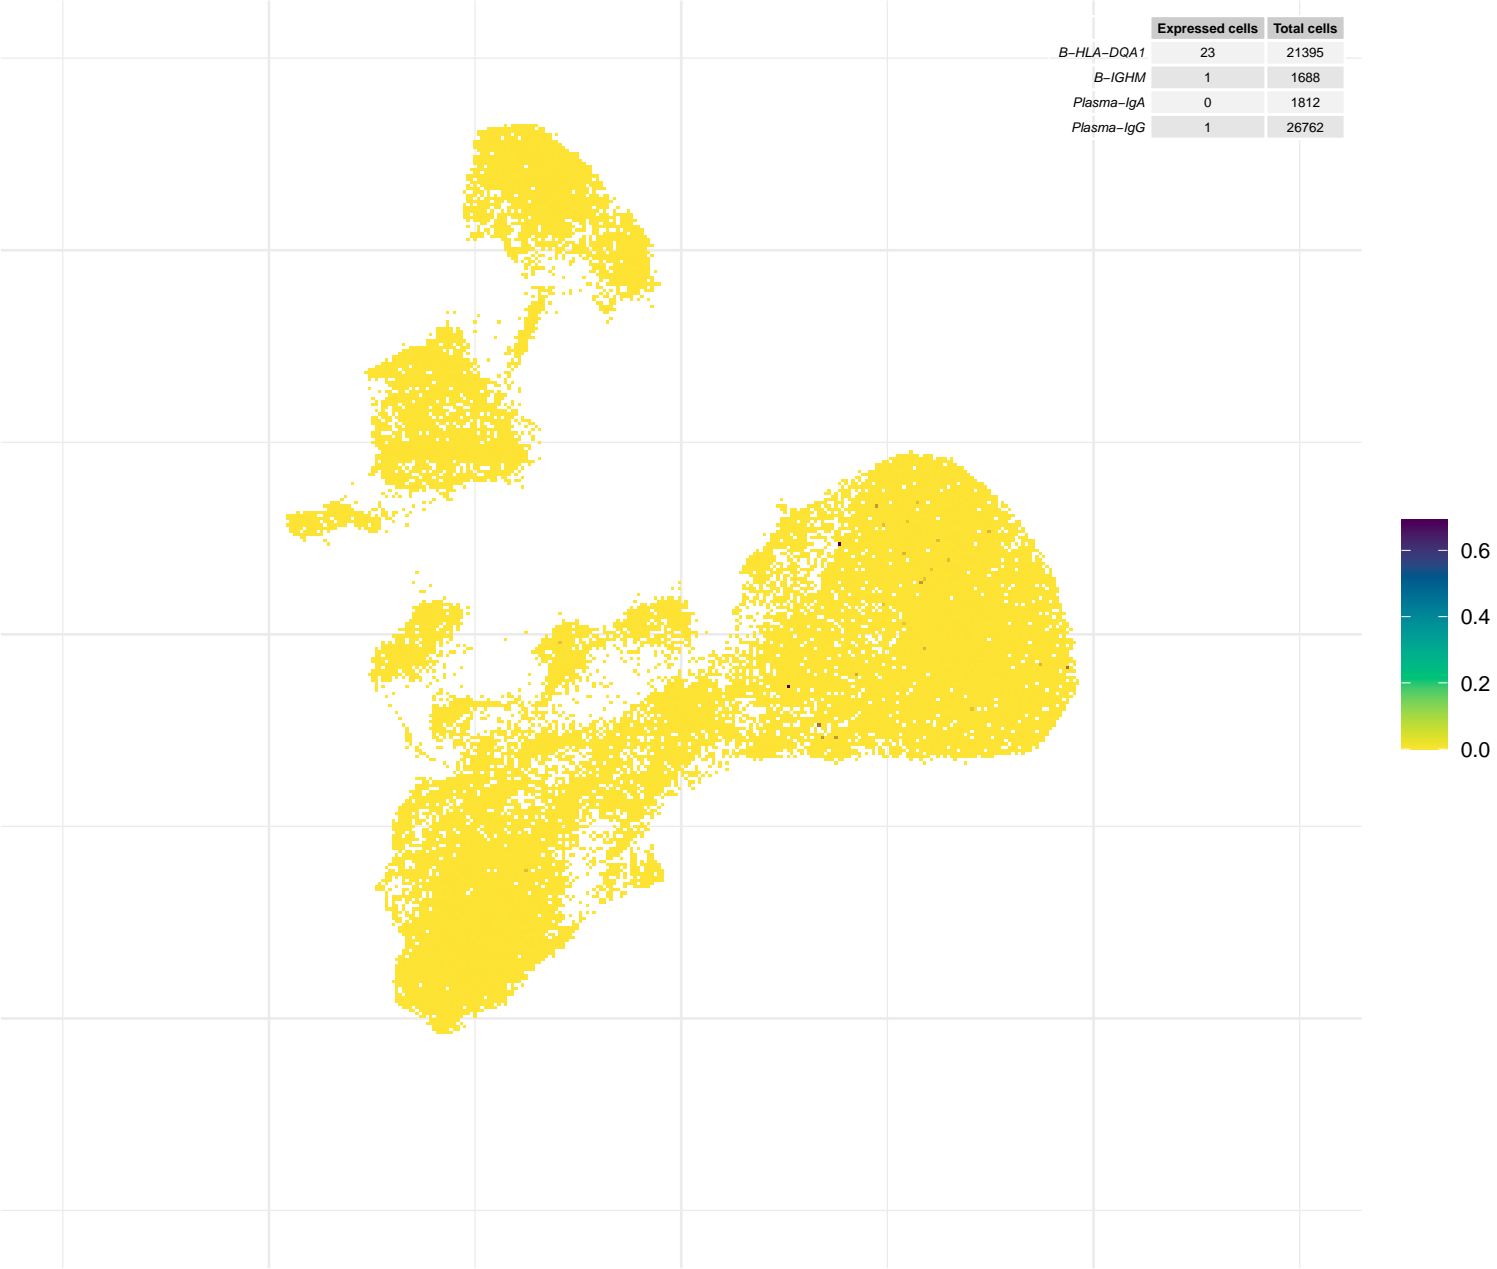 Expressed cells Total cells
B−HLA−DQA1 23 21395
B−IGHM 1 1688
Plasma−IgA 0 1812
Plasma−IgG 1 26762
0.6
0.4
0.2
0.0